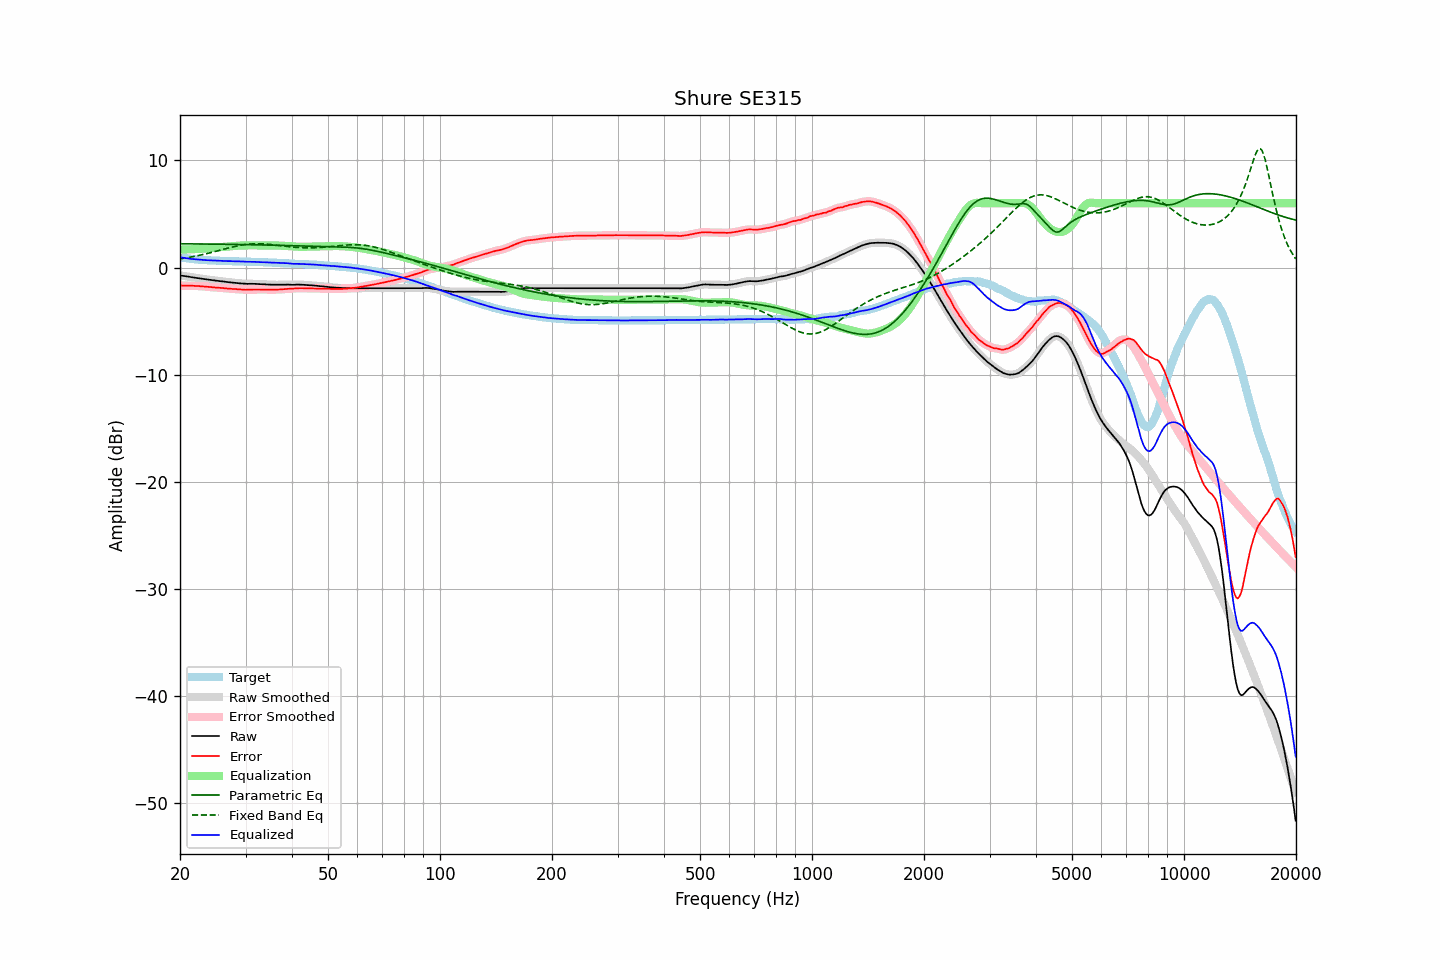 Shure SE315
Amplitude (dBr)
10
0
−10
−20
−30
−40
−50
Target
Raw Smoothed
Error Smoothed
Raw
Error
Equalization
Parametric Eq
Fixed Band Eq
Equalized
20 50 100 200 500 1000 2000 5000 10000 20000
Frequency (Hz)